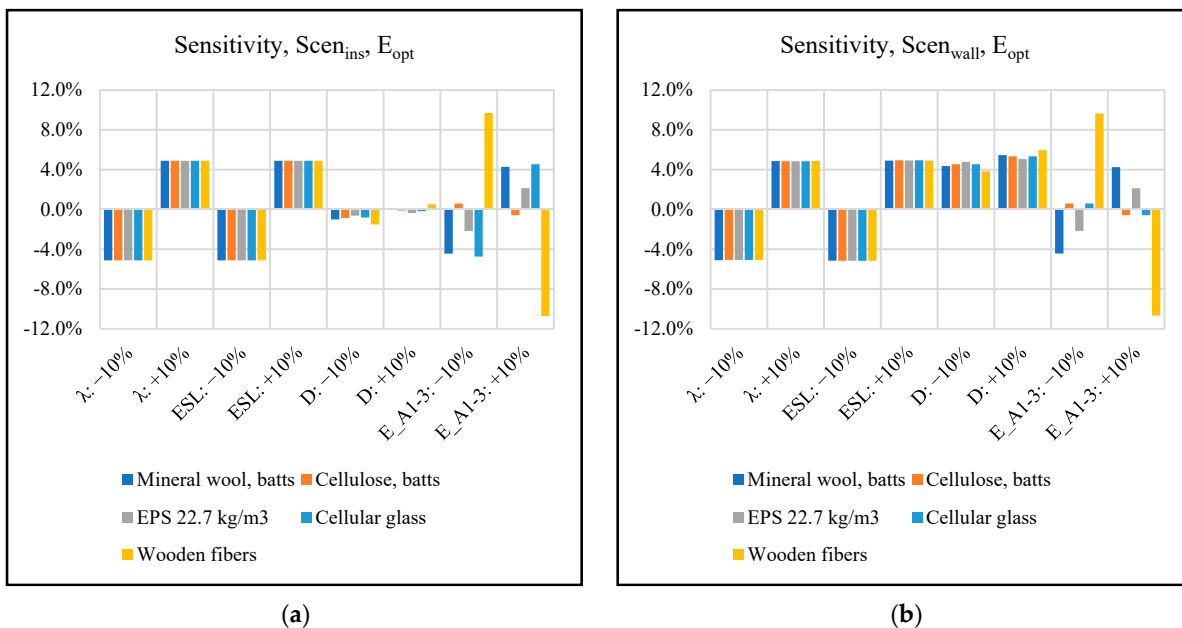 Sensitivity, Scenins, Eopt
12.0%
8.0%
4.0%
0.0%
-4.0%
-8.0%
-12.0%
λ: −10%
λ: +10%
ESL: −10%
ESL: +10%
D: −10%
D: +10%
E_A1-3: −10%
E_A1-3: +10%
Mineral wool, batts
Cellulose, batts
EPS 22.7 kg/m3
Cellular glass
Wooden fibers
(a)
Sensitivity, Scenwall, Eopt
12.0%
8.0%
4.0%
0.0%
-4.0%
-8.0%
-12.0%
λ: −10%
λ: +10%
ESL: −10%
ESL: +10%
D: −10%
D: +10%
E_A1-3: −10%
E_A1-3: +10%
Mineral wool, batts
Cellulose, batts
EPS 22.7 kg/m3
Cellular glass
Wooden fibers
(b)